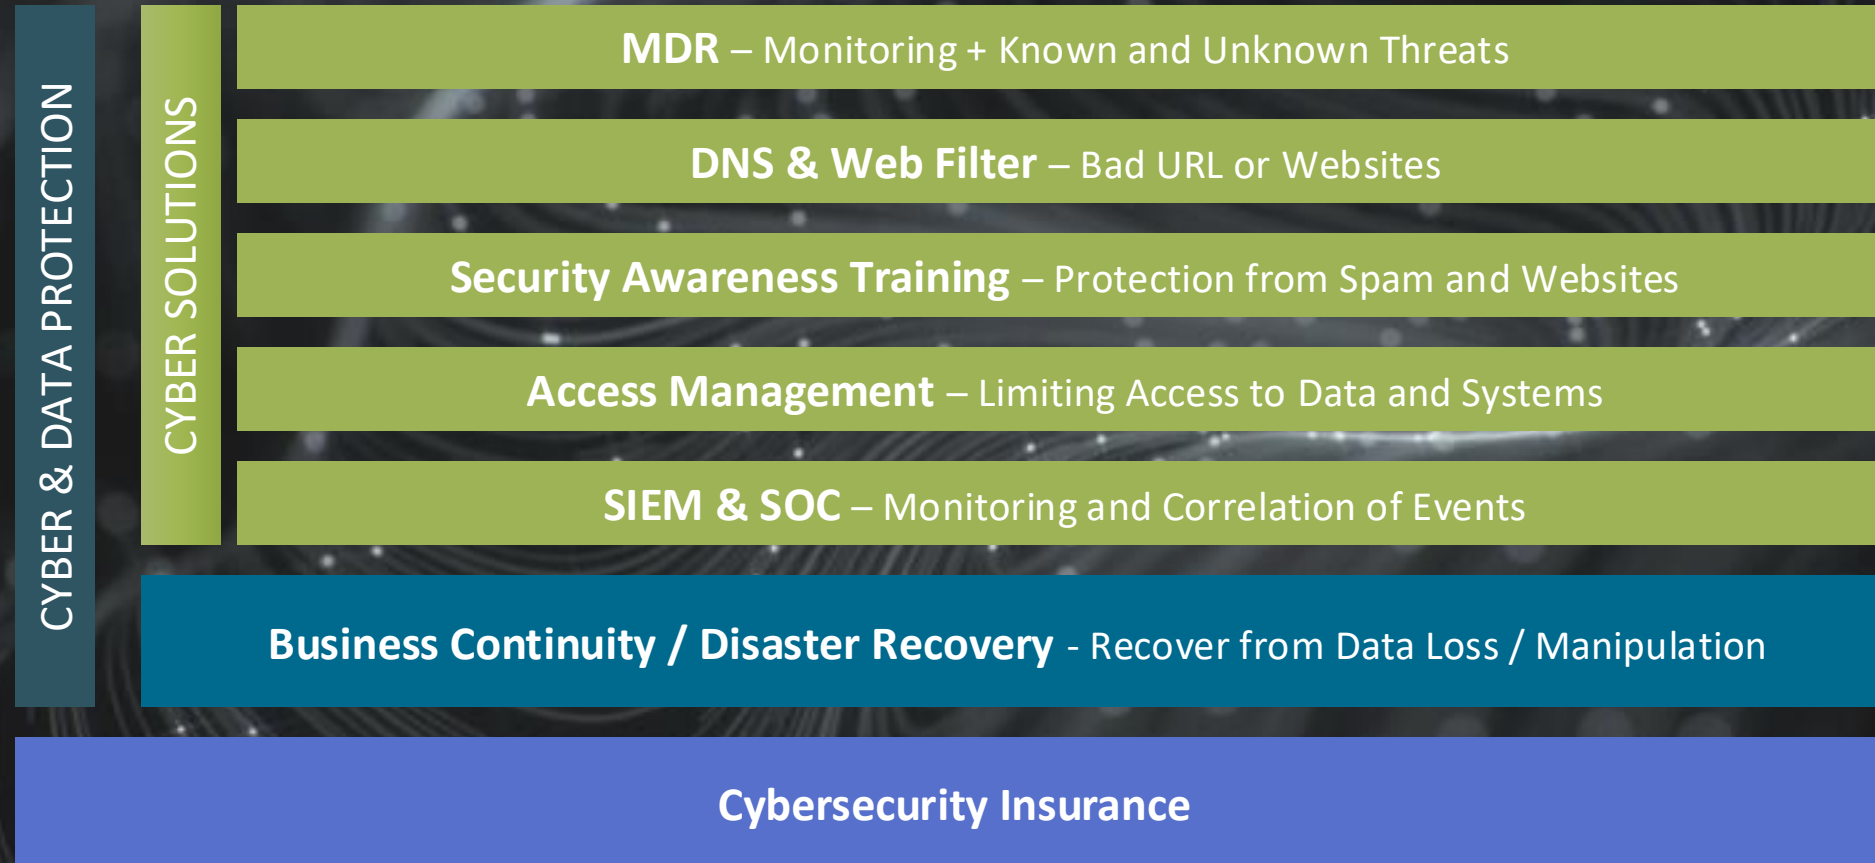 CYBER & DATA PROTECTION
CYBER SOLUTIONS
MDR – Monitoring + Known and Unknown Threats
DNS & Web Filter – Bad URL or Websites
Security Awareness Training – Protection from Spam and Websites
Access Management – Limiting Access to Data and Systems
SIEM & SOC – Monitoring and Correlation of Events
Business Continuity / Disaster Recovery - Recover from Data Loss / Manipulation
Cybersecurity Insurance